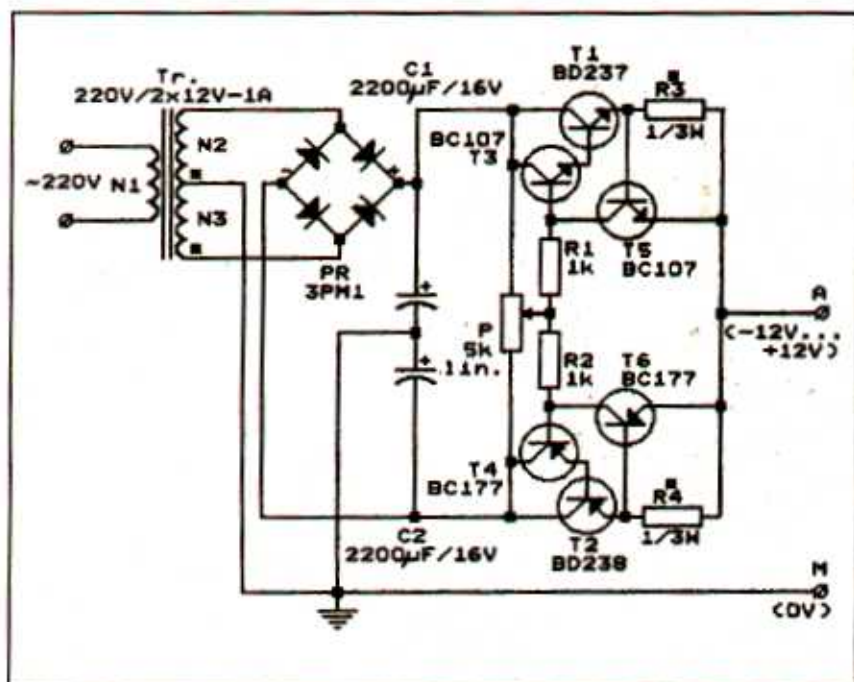 Tr.
220V/2x12V-1A
N1
N2
N3
~220V
PR
3PM1
-
+
C1
2200µF/16V
+
+
C2
2200µF/16V
T1
BD237
BC107
T3
R3
*
1/3W
T5
BC107
R1
1k
P
5k
lin.
R2
1k
T6
BC177
T4
BC177
T2
BD238
R4
*
1/3W
A
(-12V...
+12V)
M
(0V)